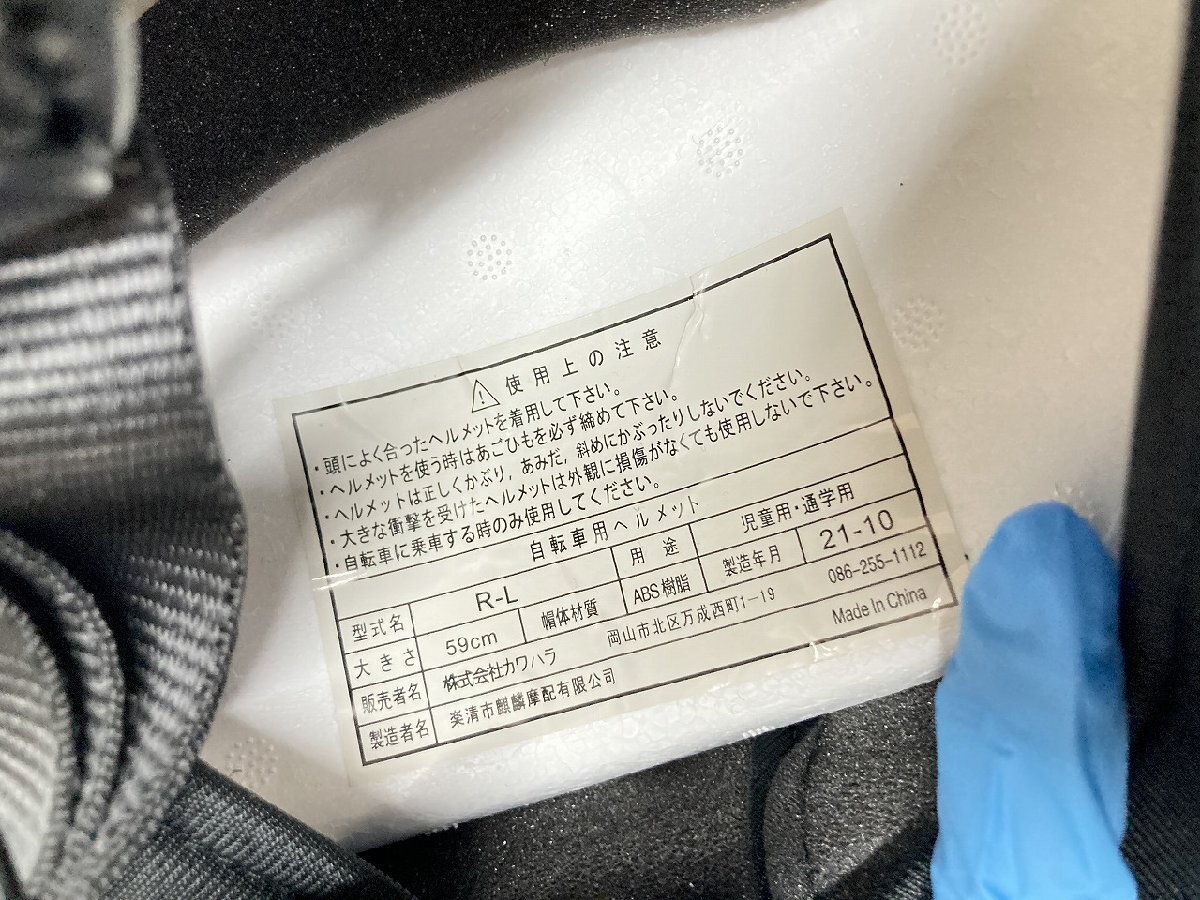 ⚠ 使用上の注意
・頭によく合ったヘルメットを着用して下さい。
・ヘルメットを使う時はあごひもを必ず締めて下さい。
・ヘルメットは正しくかぶり，あみだ，斜めにかぶったりしないでください。
・大きな衝撃を受けたヘルメットは外観に損傷がなくても使用しないで下さい。
・自転車に乗車する時のみ使用してください。
自転車用ヘルメット
型式名 R-L 用途 児童用・通学用
大きさ 59cm 帽体材質 ABS樹脂 製造年月 21-10
販売者名 株式会社カワハラ 岡山市北区万成西町7-19 086-255-1112
製造者名 楽清市麒麟摩配有限公司 Made In China